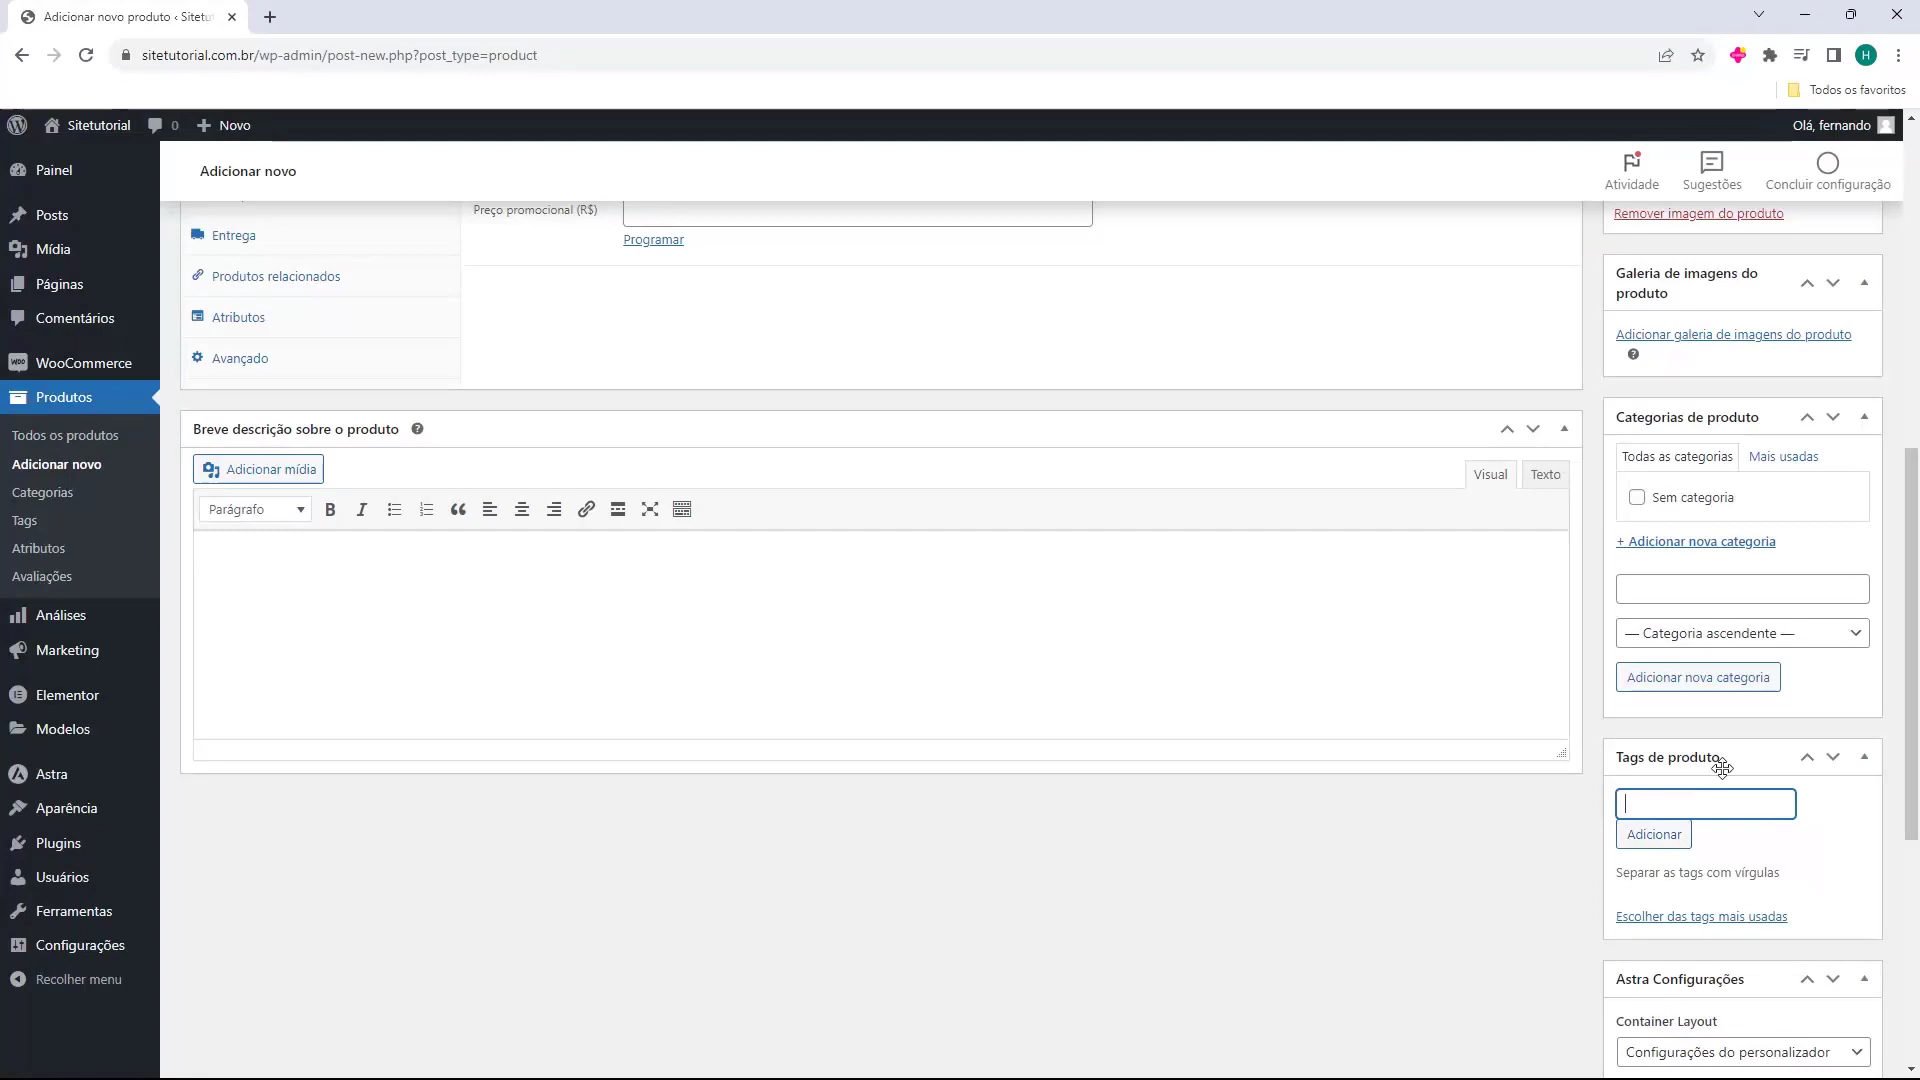 Adicionar novo produto ‹ Sitetu
sitetutorial.com.br/wp-admin/post-new.php?post_type=product
H
Todos os favoritos
Sitetutorial
0
Novo
Olá, fernando
Painel
Posts
Mídia
Páginas
Comentários
WooCommerce
Produtos
Todos os produtos
Adicionar novo
Categorias
Tags
Atributos
Avaliações
Análises
Marketing
Elementor
Modelos
Astra
Aparência
Plugins
Usuários
Ferramentas
Configurações
Recolher menu
Adicionar novo
Atividade
Sugestões
Concluir configuração
Entrega
Produtos relacionados
Atributos
Avançado
Preço promocional (R$)
Programar
Breve descrição sobre o produto
Adicionar mídia
Visual
Texto
Parágrafo
Remover imagem do produto
Galeria de imagens do
produto
Adicionar galeria de imagens do produto
Categorias de produto
Todas as categorias
Mais usadas
Sem categoria
+ Adicionar nova categoria
— Categoria ascendente —
Adicionar nova categoria
Tags de produto
Adicionar
Separar as tags com vírgulas
Escolher das tags mais usadas
Astra Configurações
Container Layout
Configurações do personalizador